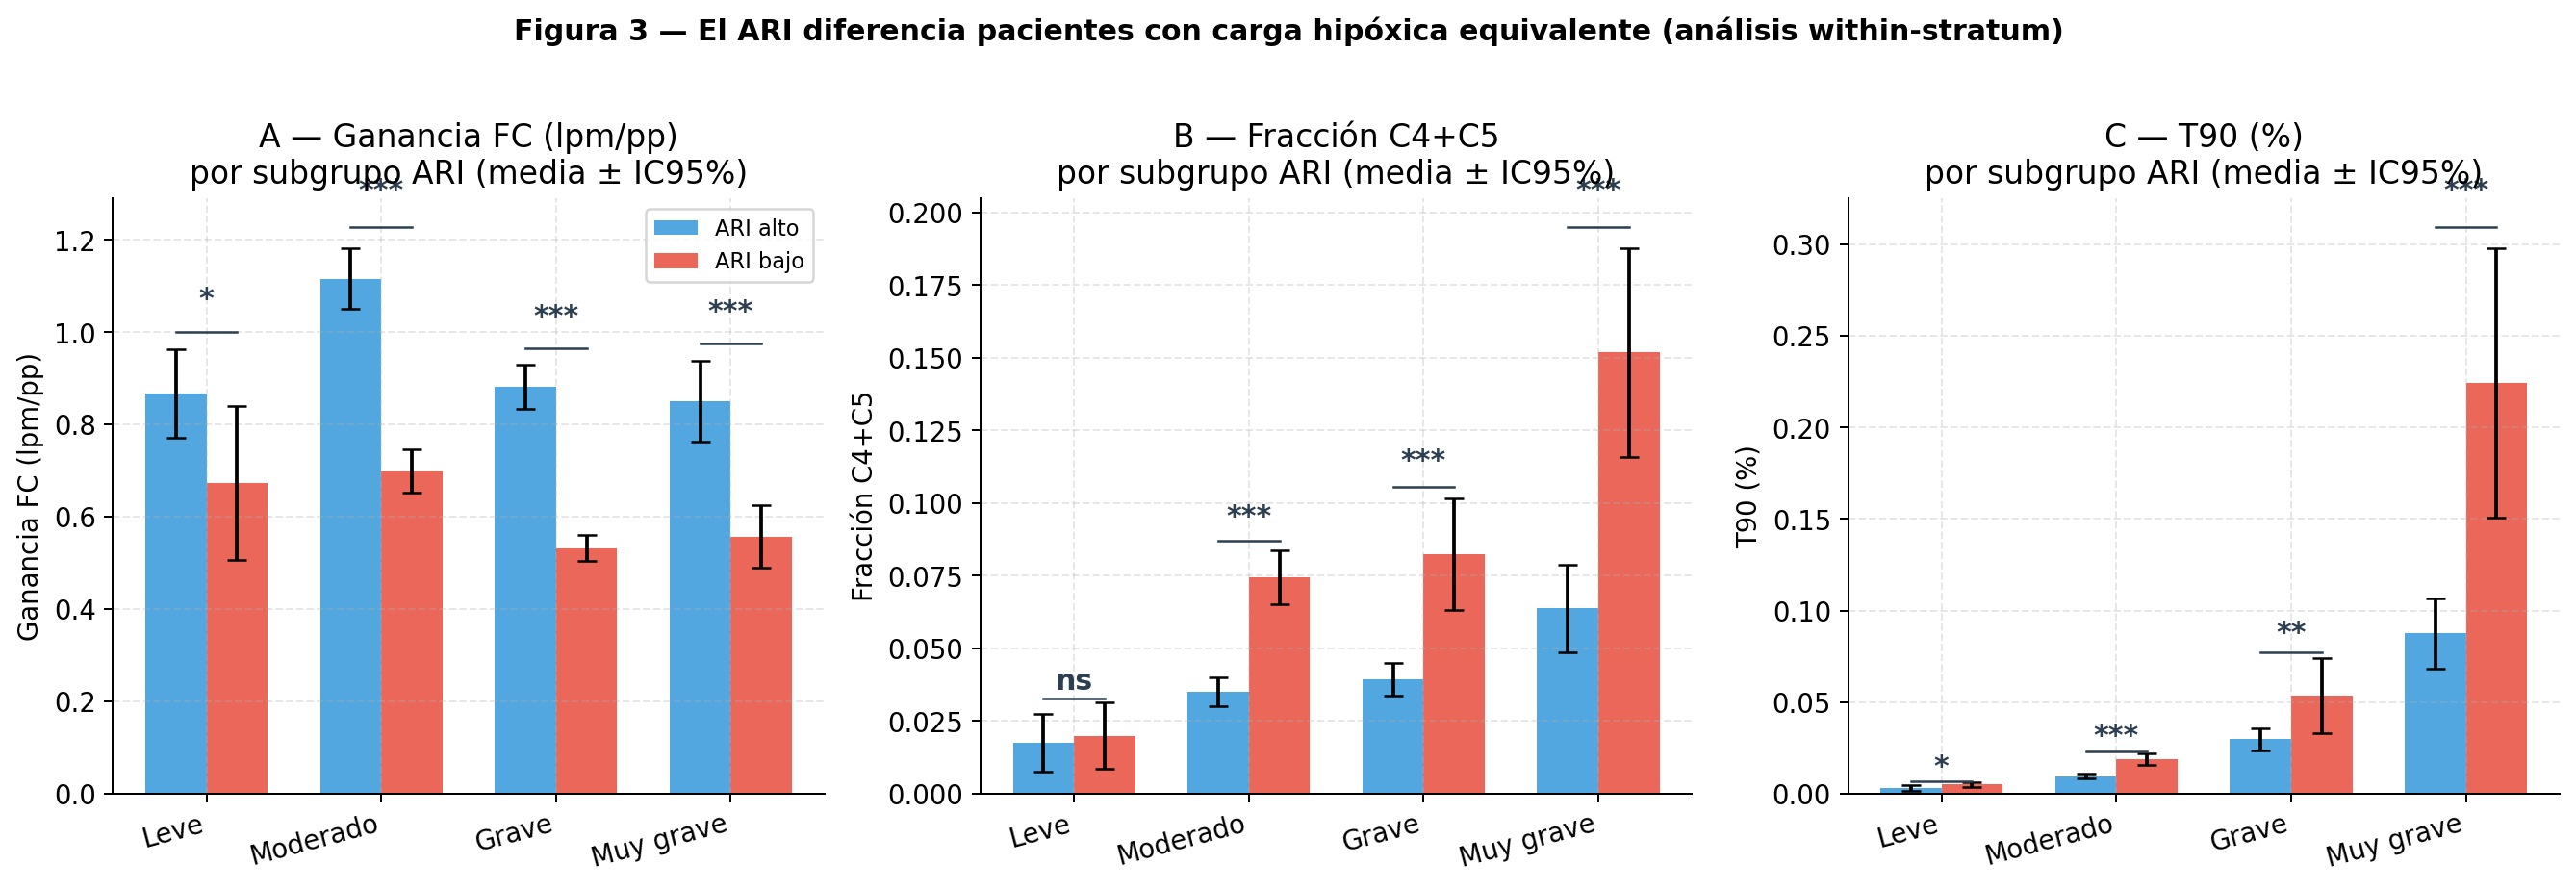 Figura 3 — El ARI diferencia pacientes con carga hipóxica equivalente (análisis within-stratum)
A — Ganancia FC (lpm/pp)
por subgrupo ARI (media ± IC95%)
Ganancia FC (lpm/pp)
1.2
1.0
0.8
0.6
0.4
0.2
0.0
*
***
***
***
ARI alto
ARI bajo
Leve
Moderado
Grave
Muy grave
B — Fracción C4+C5
por subgrupo ARI (media ± IC95%)
Fracción C4+C5
0.200
0.175
0.150
0.125
0.100
0.075
0.050
0.025
0.000
ns
***
***
***
Leve
Moderado
Grave
Muy grave
C — T90 (%)
por subgrupo ARI (media ± IC95%)
T90 (%)
0.30
0.25
0.20
0.15
0.10
0.05
0.00
*
***
**
***
Leve
Moderado
Grave
Muy grave